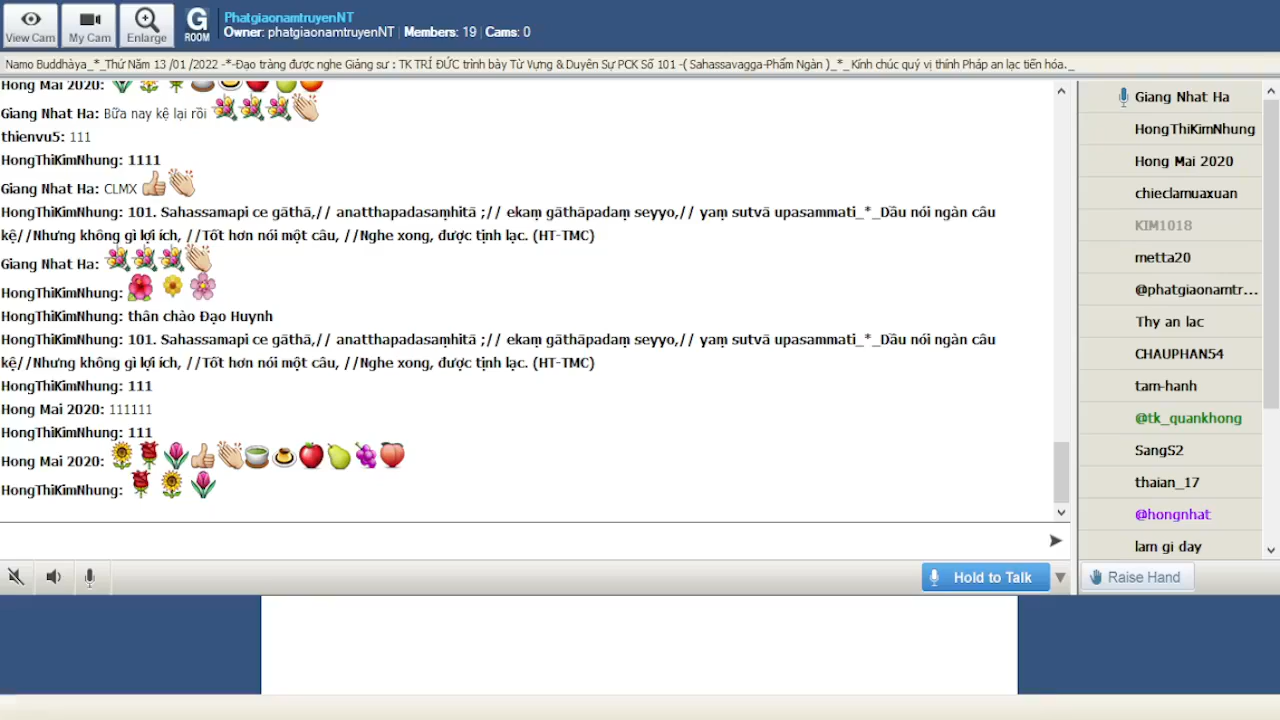 View Cam
My Cam
Enlarge
G
ROOM
PhatgiaonamtruyenNT
Owner: phatgiaonamtruyenNT | Members: 19 | Cams: 0
Namo Buddhàya_*_Thứ Năm 13 /01 /2022 -*-Đạo tràng được nghe Giảng sư : TK TRÍ ĐỨC trình bày Từ Vựng & Duyên Sự PCK Số 101 -( Sahassavagga-Phẩm Ngàn )_*_ Kính chúc quý vị thính Pháp an lạc tiến hóa._
Hong Mai 2020:
Giang Nhat Ha: Bữa nay kệ lại rồi
thienvu5: 111
HongThiKimNhung: 1111
Giang Nhat Ha: CLMX
HongThiKimNhung: 101. Sahassamapi ce gāthā,// anatthapadasaṃhitā ;// ekaṃ gāthāpadaṃ seyyo,// yaṃ sutvā upasammati_*_Dầu nói ngàn câu
kệ//Nhưng không gì lợi ích, //Tốt hơn nói một câu, //Nghe xong, được tịnh lạc. (HT-TMC)
Giang Nhat Ha:
HongThiKimNhung:
HongThiKimNhung: thân chào Đạo Huynh
HongThiKimNhung: 101. Sahassamapi ce gāthā,// anatthapadasaṃhitā ;// ekaṃ gāthāpadaṃ seyyo,// yaṃ sutvā upasammati_*_Dầu nói ngàn câu
kệ//Nhưng không gì lợi ích, //Tốt hơn nói một câu, //Nghe xong, được tịnh lạc. (HT-TMC)
HongThiKimNhung: 111
Hong Mai 2020: 111111
HongThiKimNhung: 111
Hong Mai 2020:
HongThiKimNhung:
Giang Nhat Ha
HongThiKimNhung
Hong Mai 2020
chieclamuaxuan
KIM1018
metta20
@phatgiaonamtr...
Thy an lac
CHAUPHAN54
tam-hanh
@tk_quankhong
SangS2
thaian_17
@hongnhat
lam gi day
Hold to Talk
Raise Hand